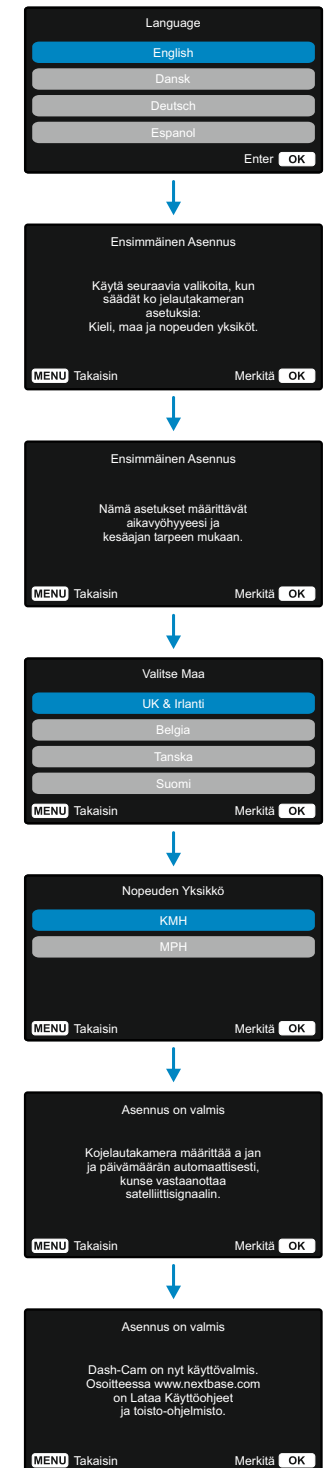 Language
English
Dansk
Deutsch
Espanol
Enter OK
Ensimmäinen Asennus
Käytä seuraavia valikoita, kun
säädät ko jelautakameran
asetuksia:
Kieli, maa ja nopeuden yksiköt.
MENU Takaisin Merkitä OK
Ensimmäinen Asennus
Nämä asetukset määrittävät
aikavyöhyyeesi ja
kesäajan tarpeen mukaan.
MENU Takaisin Merkitä OK
Valitse Maa
UK & Irlanti
Belgia
Tanska
Suomi
MENU Takaisin Merkitä OK
Nopeuden Yksikkö
KMH
MPH
MENU Takaisin Merkitä OK
Asennus on valmis
Kojelautakamera määrittää a jan
ja päivämäärän automaattisesti,
kunse vastaanottaa
satelliittisignaalin.
MENU Takaisin Merkitä OK
Asennus on valmis
Dash-Cam on nyt käyttövalmis.
Osoitteessa www.nextbase.com
on Lataa Käyttöohjeet
ja toisto-ohjelmisto.
MENU Takaisin Merkitä OK